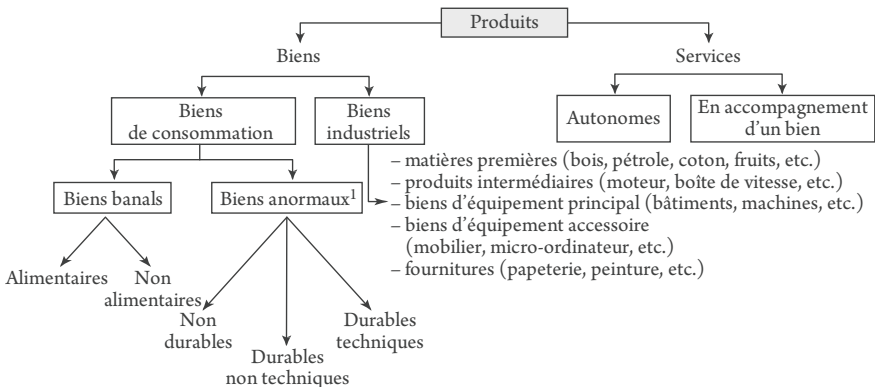 Produits
Biens
Services
Biens
de consommation
Biens
industriels
Autonomes
En accompagnement
d’un bien
– matières premières (bois, pétrole, coton, fruits, etc.)
– produits intermédiaires (moteur, boîte de vitesse, etc.)
– biens d’équipement principal (bâtiments, machines, etc.)
– biens d’équipement accessoire
(mobilier, micro-ordinateur, etc.)
– fournitures (papeterie, peinture, etc.)
Biens banals
Biens anormaux¹
Alimentaires
Non
alimentaires
Non
durables
Durables
non techniques
Durables
techniques